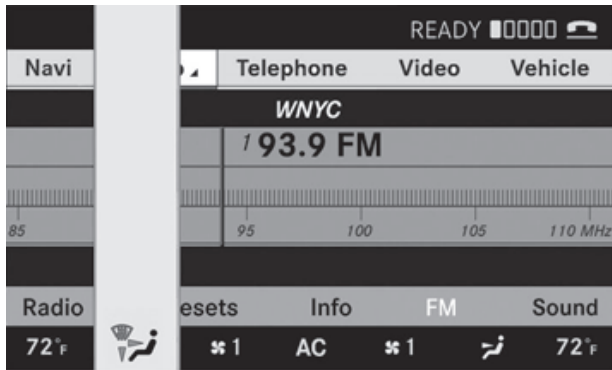 READY
Navi Telephone Video Vehicle
WNYC
1 93.9 FM
85 95 100 105 110 MHz
Radio esets Info FM Sound
72°F 1 AC 1 72°F